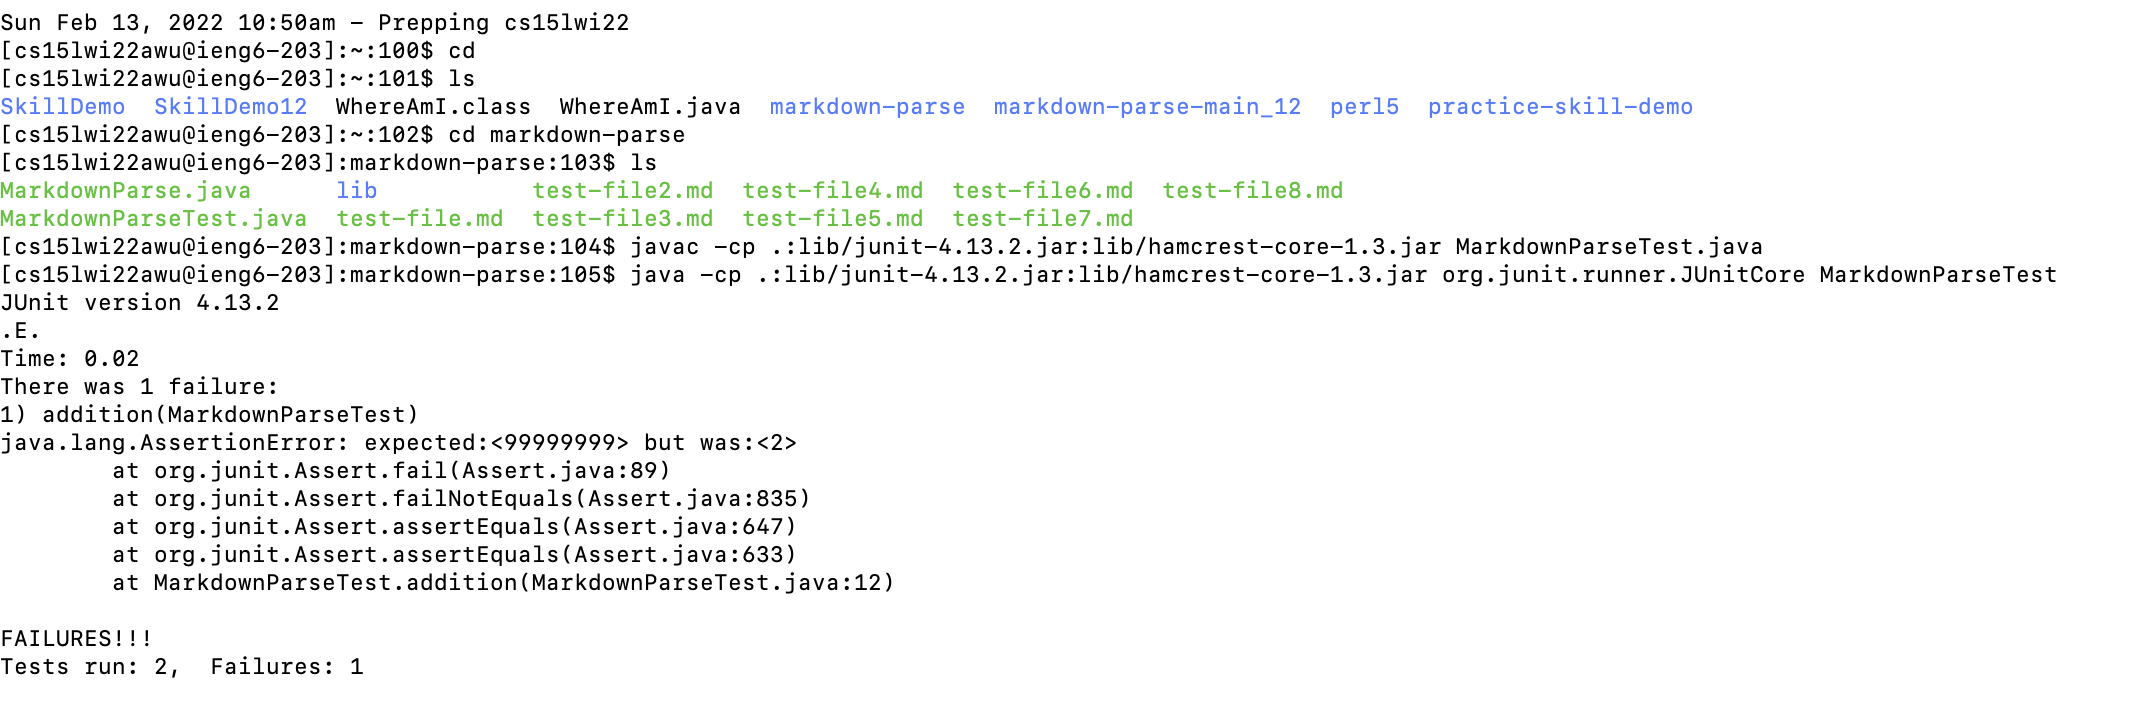 Sun Feb 13, 2022 10:50am - Prepping cs15lwi22
[cs15lwi22awu@ieng6-203]:~:100$ cd
[cs15lwi22awu@ieng6-203]:~:101$ ls
SkillDemo  SkillDemo12  WhereAmI.class  WhereAmI.java  markdown-parse  markdown-parse-main_12  perl5  practice-skill-demo
[cs15lwi22awu@ieng6-203]:~:102$ cd markdown-parse
[cs15lwi22awu@ieng6-203]:markdown-parse:103$ ls
MarkdownParse.java      lib           test-file2.md  test-file4.md  test-file6.md  test-file8.md
MarkdownParseTest.java  test-file.md  test-file3.md  test-file5.md  test-file7.md
[cs15lwi22awu@ieng6-203]:markdown-parse:104$ javac -cp .:lib/junit-4.13.2.jar:lib/hamcrest-core-1.3.jar MarkdownParseTest.java
[cs15lwi22awu@ieng6-203]:markdown-parse:105$ java -cp .:lib/junit-4.13.2.jar:lib/hamcrest-core-1.3.jar org.junit.runner.JUnitCore MarkdownParseTest
JUnit version 4.13.2
.E.
Time: 0.02
There was 1 failure:
1) addition(MarkdownParseTest)
java.lang.AssertionError: expected:<99999999> but was:<2>
        at org.junit.Assert.fail(Assert.java:89)
        at org.junit.Assert.failNotEquals(Assert.java:835)
        at org.junit.Assert.assertEquals(Assert.java:647)
        at org.junit.Assert.assertEquals(Assert.java:633)
        at MarkdownParseTest.addition(MarkdownParseTest.java:12)

FAILURES!!!
Tests run: 2,  Failures: 1